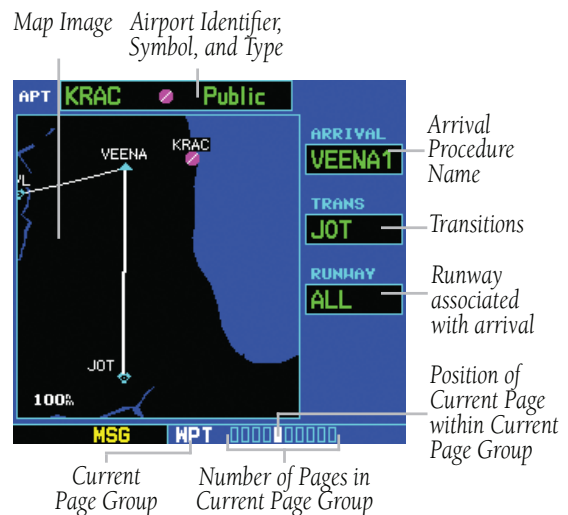 Map Image
Airport Identifier,
Symbol, and Type
APT KRAC Public
ARRIVAL
VEENA1
Arrival
Procedure
Name
VEENA
KRAC
VL
TRANS
JOT
Transitions
RUNWAY
ALL
Runway
associated
with arrival
JOT
100
Position of
Current Page
within Current
Page Group
MSG WPT
Current
Page Group
Number of Pages in
Current Page Group